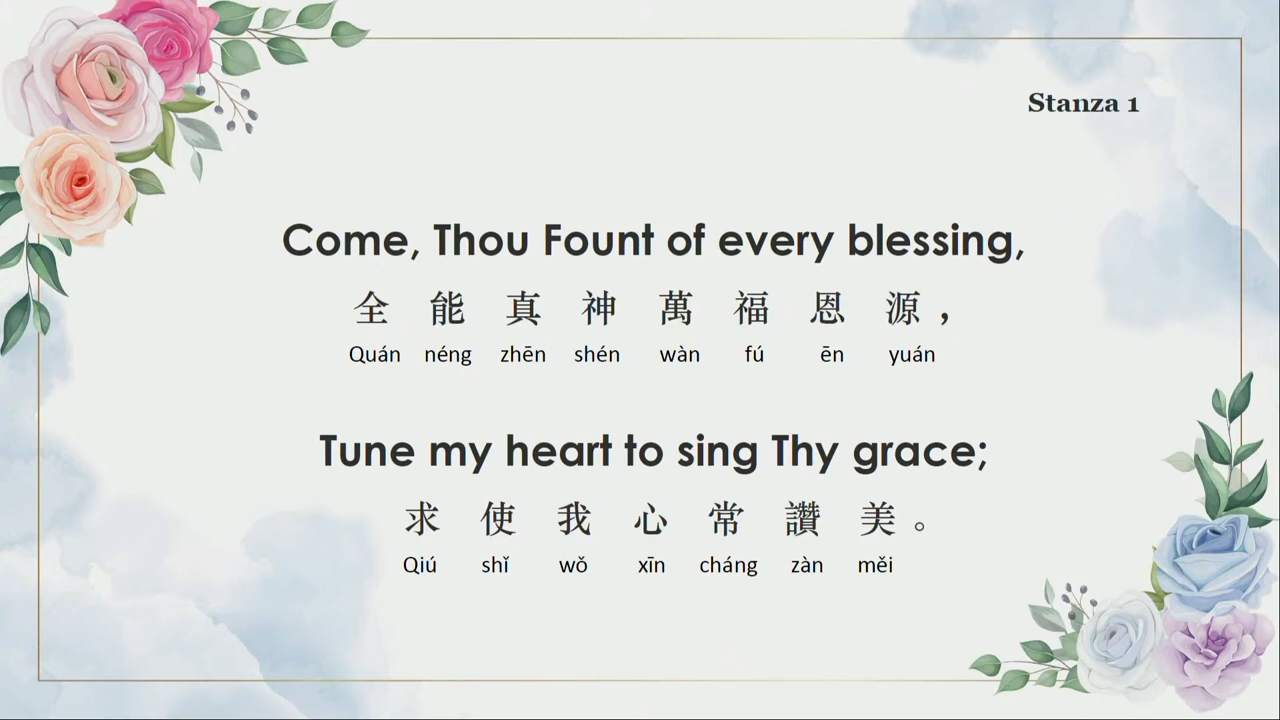 Stanza 1
Come, Thou Fount of every blessing,
全 能 真 神 萬 福 恩 源，
Quán néng zhēn shén wàn fú ēn yuán
Tune my heart to sing Thy grace;
求 使 我 心 常 讚 美。
Qiú shǐ wǒ xīn cháng zàn měi